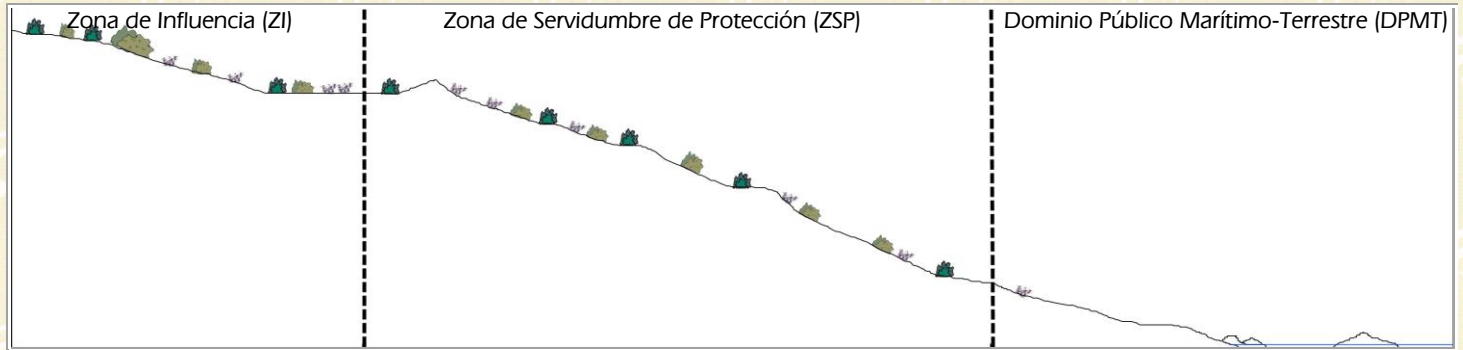 Zona de Influencia (ZI)
Zona de Servidumbre de Protección (ZSP)
Dominio Público Marítimo-Terrestre (DPMT)